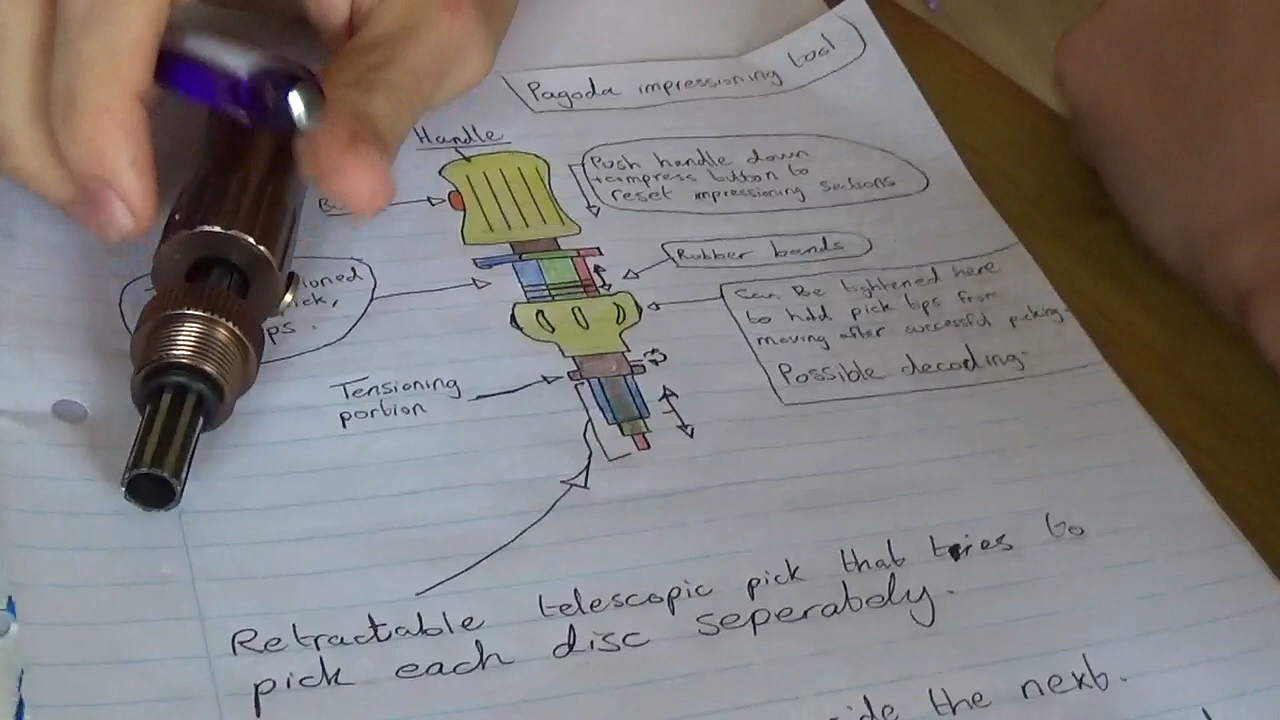 Pagoda impressioning tool
Handle
Push handle down
+ compress button to
reset impressioning sections
Rubber bands
Can Be tightened here
to hold pick tips from
moving after successful picking
Possible decoding
Tensioning
portion
Retractable telescopic pick that tries to
pick each disc seperabely.
the next.